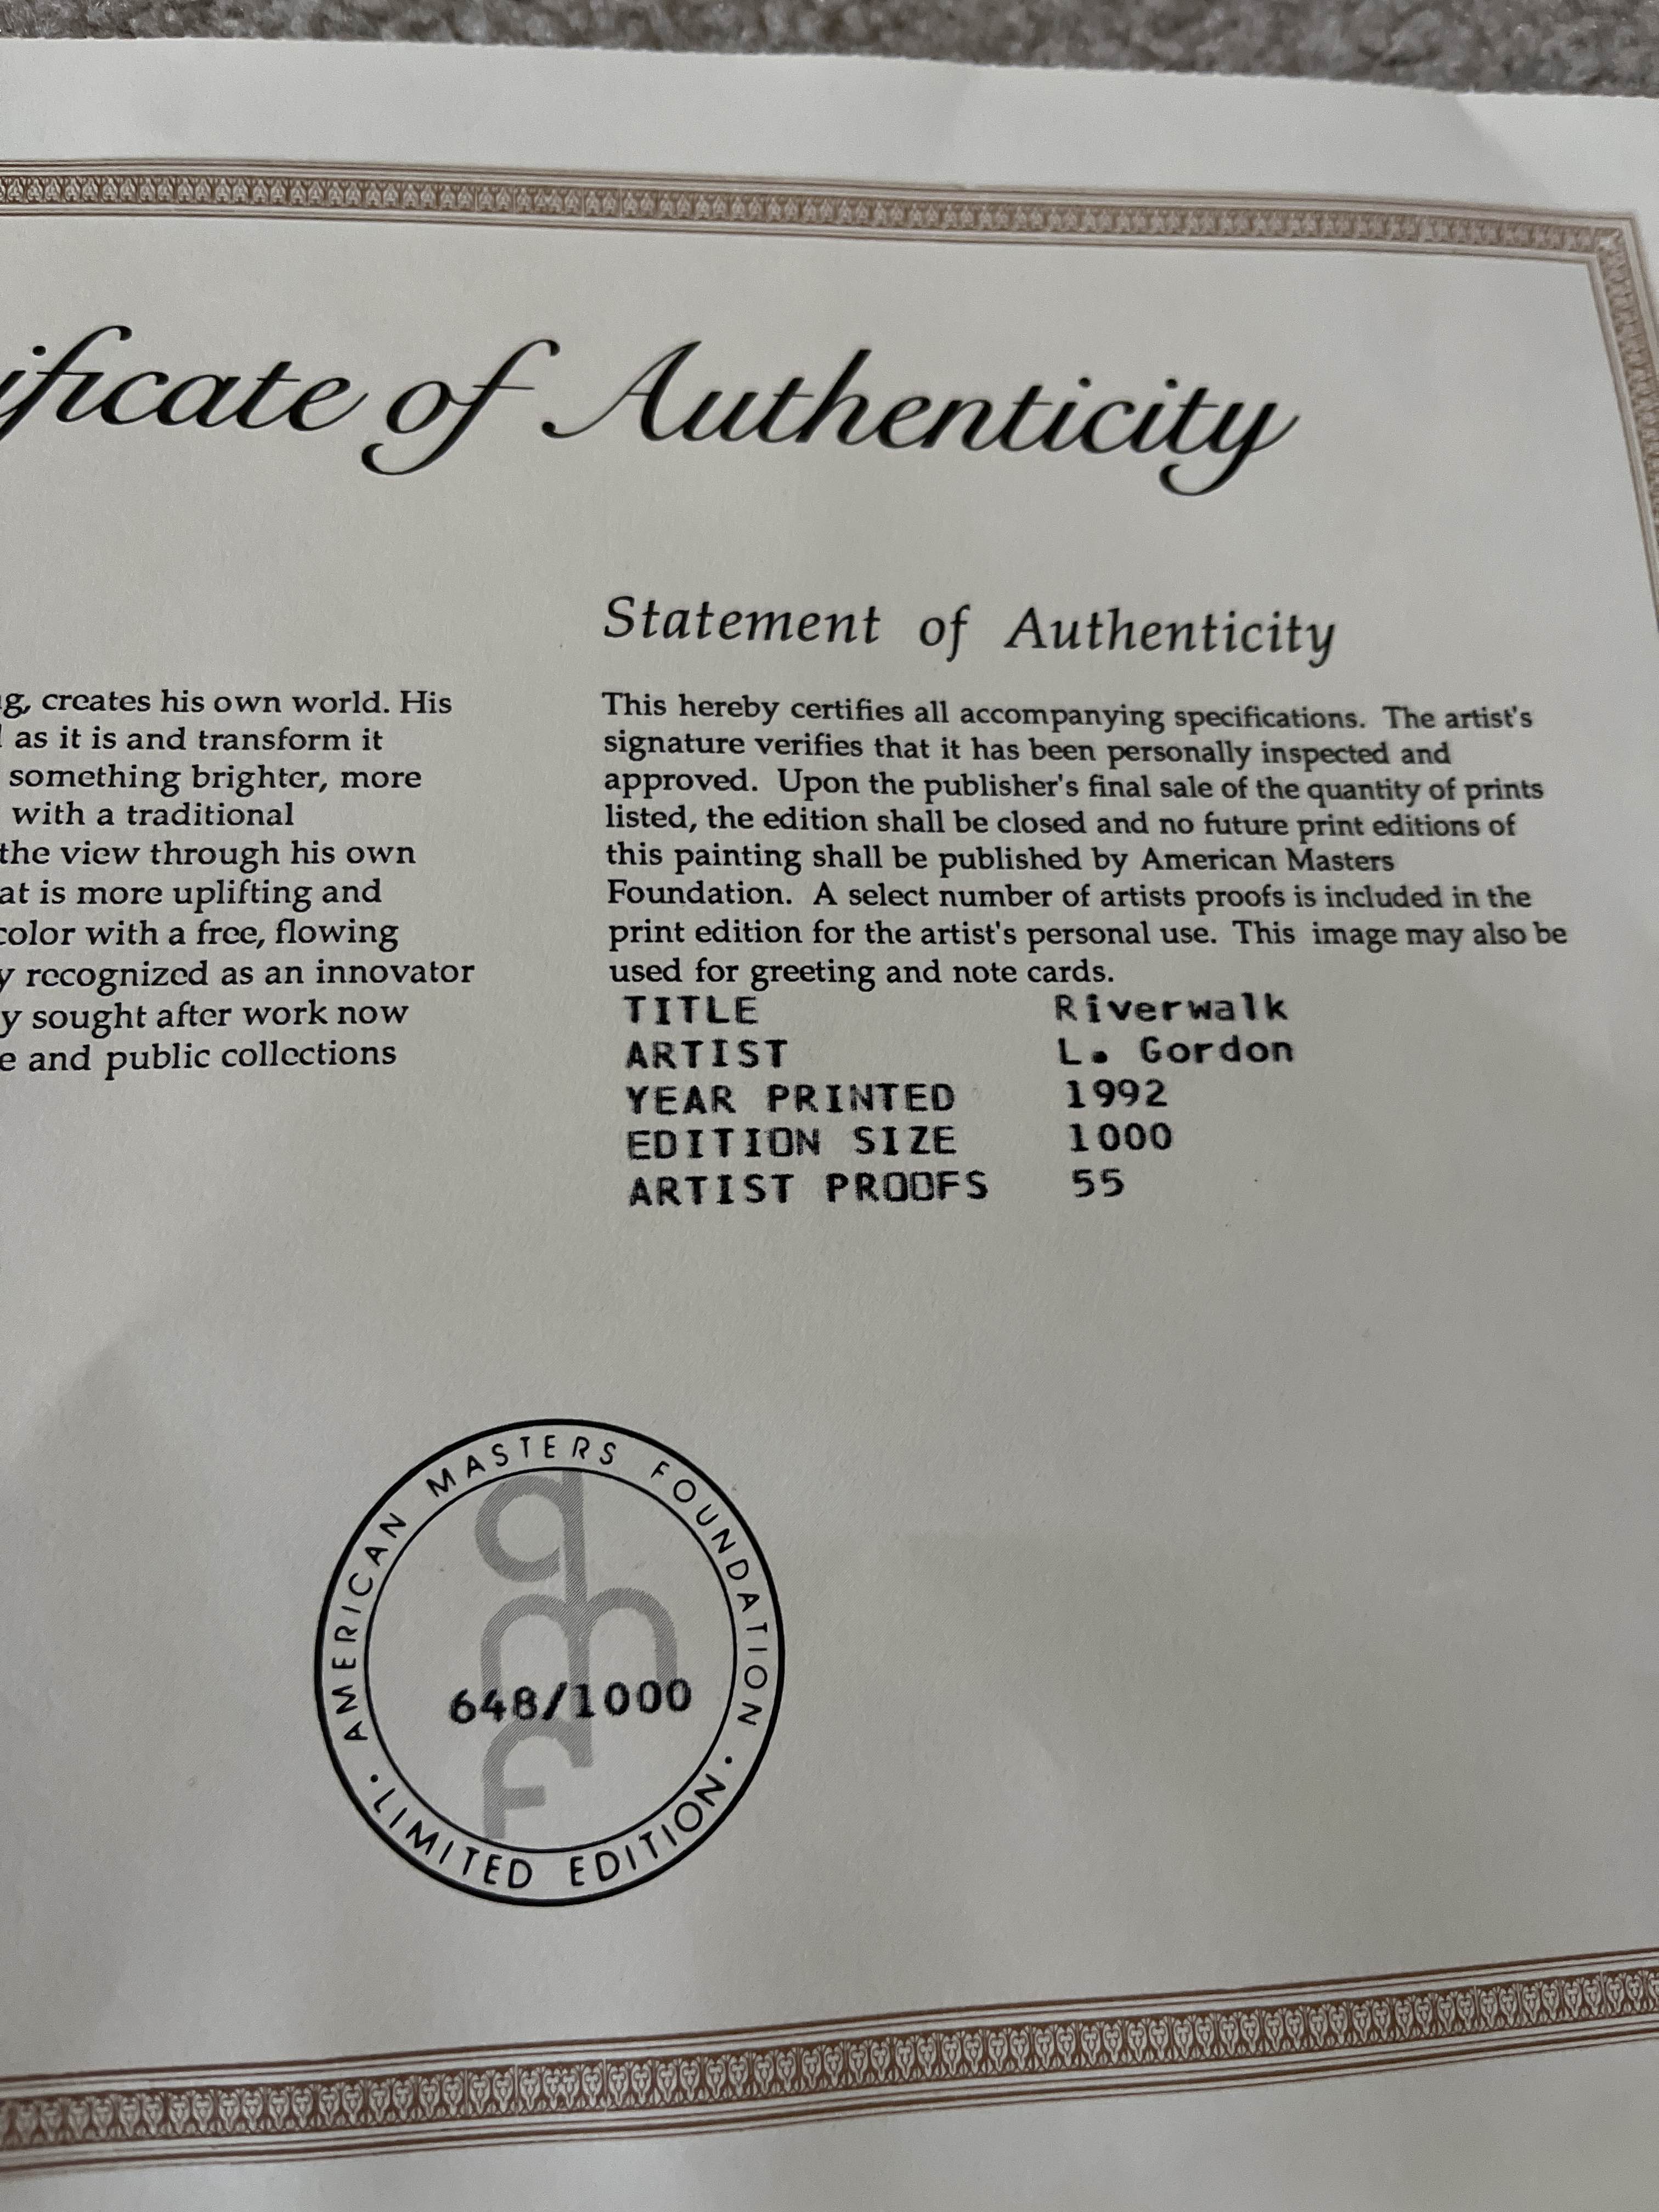 ificate of Authenticity
creates his own world. His
as it is and transform it
something brighter, more
with a traditional
the view through his own
at is more uplifting and
color with a free, flowing
y recognized as an innovator
y sought after work now
e and public collections
Statement of Authenticity
This hereby certifies all accompanying specifications. The artist's
signature verifies that it has been personally inspected and
approved. Upon the publisher's final sale of the quantity of prints
listed, the edition shall be closed and no future print editions of
this painting shall be published by American Masters
Foundation. A select number of artists proofs is included in the
print edition for the artist's personal use. This image may also be
used for greeting and note cards.
TITLE Riverwalk
ARTIST L. Gordon
YEAR PRINTED 1992
EDITION SIZE 1000
ARTIST PROOFS 55
AMERICAN MASTERS FOUNDATION
amf
648/1000
• LIMITED EDITION •